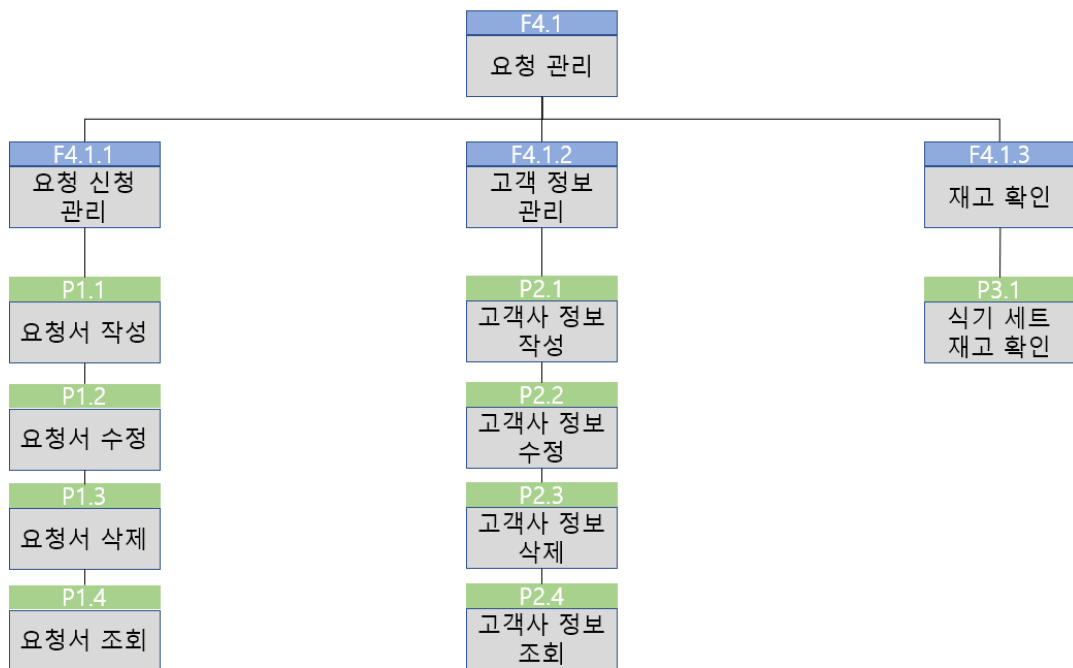 F4.1
요청 관리
F4.1.1
요청 신청
관리
F4.1.2
고객 정보
관리
F4.1.3
재고 확인
P1.1
요청서 작성
P2.1
고객사 정보
작성
P3.1
식기 세트
재고 확인
P1.2
요청서 수정
P2.2
고객사 정보
수정
P1.3
요청서 삭제
P2.3
고객사 정보
삭제
P1.4
요청서 조회
P2.4
고객사 정보
조회